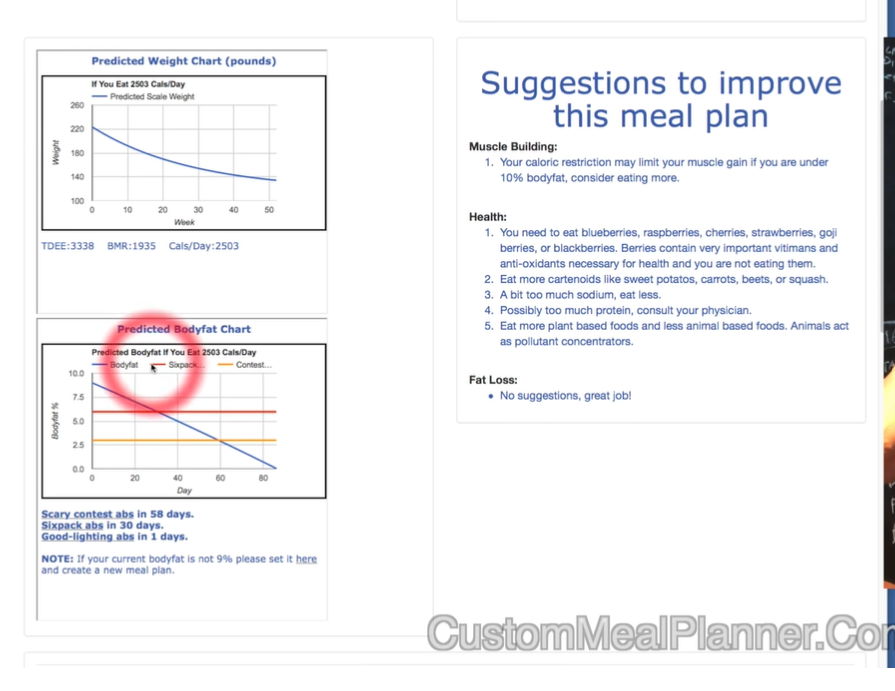 Predicted Weight Chart (pounds)
If You Eat 2503 Cals/Day
Predicted Scale Weight
260
220
180
140
100
Weight
0 10 20 30 40 50
Week
TDEE:3338 BMR:1935 Cals/Day:2503
Predicted Bodyfat Chart
Predicted Bodyfat If You Eat 2503 Cals/Day
Bodyfat Sixpack... Contest...
10.0
7.5
5.0
2.5
0.0
Bodyfat %
0 20 40 60 80
Day
Scary contest abs in 58 days.
Sixpack abs in 30 days.
Good-lighting abs in 1 days.
NOTE: If your current bodyfat is not 9% please set it here
and create a new meal plan.
Suggestions to improve
this meal plan
Muscle Building:
1. Your caloric restriction may limit your muscle gain if you are under
10% bodyfat, consider eating more.
Health:
1. You need to eat blueberries, raspberries, cherries, strawberries, goji
berries, or blackberries. Berries contain very important vitimans and
anti-oxidants necessary for health and you are not eating them.
2. Eat more cartenoids like sweet potatos, carrots, beets, or squash.
3. A bit too much sodium, eat less.
4. Possibly too much protein, consult your physician.
5. Eat more plant based foods and less animal based foods. Animals act
as pollutant concentrators.
Fat Loss:
• No suggestions, great job!
CustomMealPlanner.Com